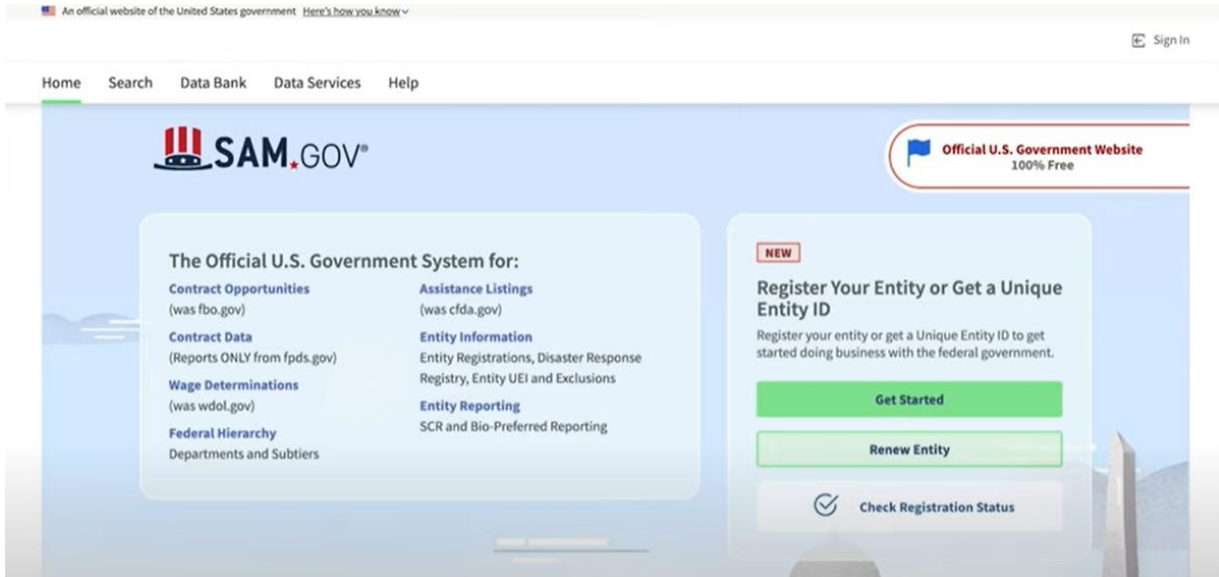 An official website of the United States government Here's how you know
Sign In
Home Search Data Bank Data Services Help
SAM.GOV®
Official U.S. Government Website
100% Free
The Official U.S. Government System for:
Contract Opportunities
(was fbo.gov)
Contract Data
(Reports ONLY from fpds.gov)
Wage Determinations
(was wdol.gov)
Federal Hierarchy
Departments and Subtiers
Assistance Listings
(was cfda.gov)
Entity Information
Entity Registrations, Disaster Response
Registry, Entity UEI and Exclusions
Entity Reporting
SCR and Bio-Preferred Reporting
NEW
Register Your Entity or Get a Unique
Entity ID
Register your entity or get a Unique Entity ID to get
started doing business with the federal government.
Get Started
Renew Entity
Check Registration Status